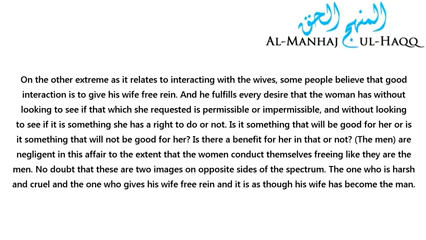 المنهج الحق
AL-MANHAJ UL-HAQQ
On the other extreme as it relates to interacting with the wives, some people believe that good
interaction is to give his wife free rein. And he fulfills every desire that the woman has without
looking to see if that which she requested is permissible or impermissible, and without looking
to see if it is something she has a right to do or not. Is it something that will be good for her or is
it something that will not be good for her? Is there a benefit for her in that or not? (The men) are
negligent in this affair to the extent that the women conduct themselves freeing like they are the
men. No doubt that these are two images on opposite sides of the spectrum. The one who is harsh
and cruel and the one who gives his wife free rein and it is as though his wife has become the man.